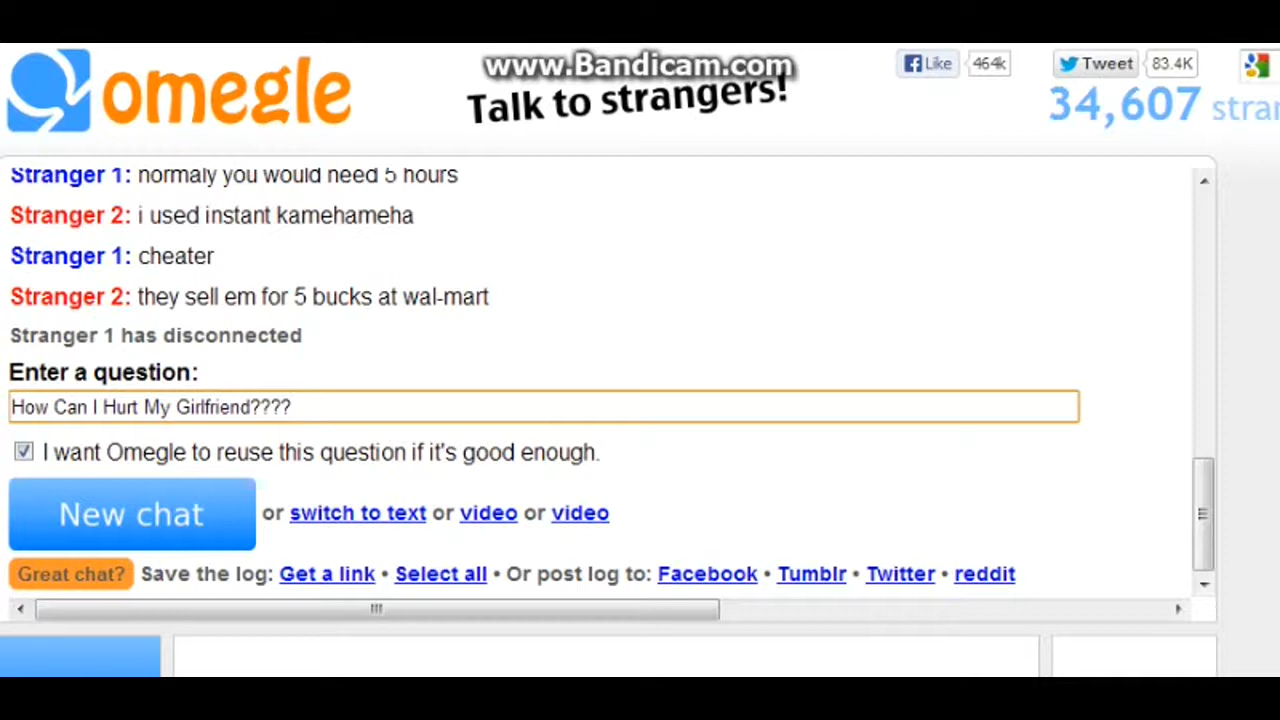 www.Bandicam.com
omegle
Talk to strangers!
Like 464k
Tweet 83.4K
34,607
Stranger 1: normaly you would need 5 hours
Stranger 2: i used instant kamehameha
Stranger 1: cheater
Stranger 2: they sell em for 5 bucks at wal-mart
Stranger 1 has disconnected
Enter a question:
How Can I Hurt My Girlfriend????
I want Omegle to reuse this question if it's good enough.
New chat or switch to text or video or video
Great chat? Save the log: Get a link • Select all • Or post log to: Facebook • Tumblr • Twitter • reddit